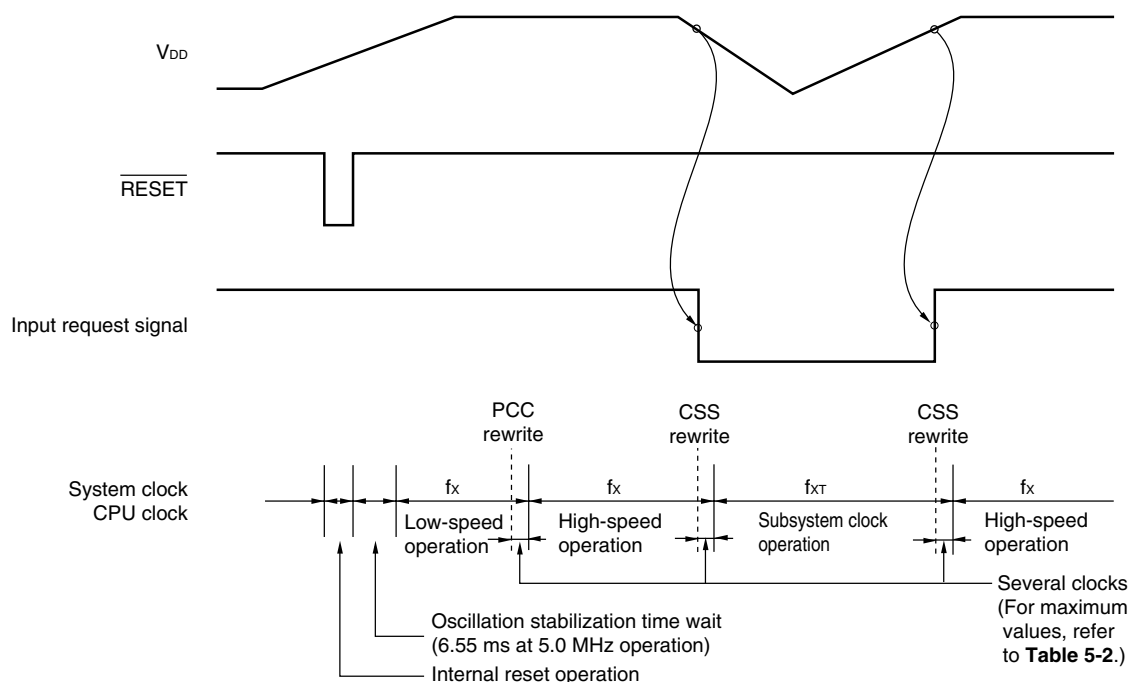 VDD
RESET
Input request signal
PCC
rewrite
CSS
rewrite
CSS
rewrite
System clock
CPU clock
fX
fX
fXT
fX
Low-speed
operation
High-speed
operation
Subsystem clock
operation
High-speed
operation
Several clocks
(For maximum
values, refer
to Table 5-2.)
Oscillation stabilization time wait
(6.55 ms at 5.0 MHz operation)
Internal reset operation